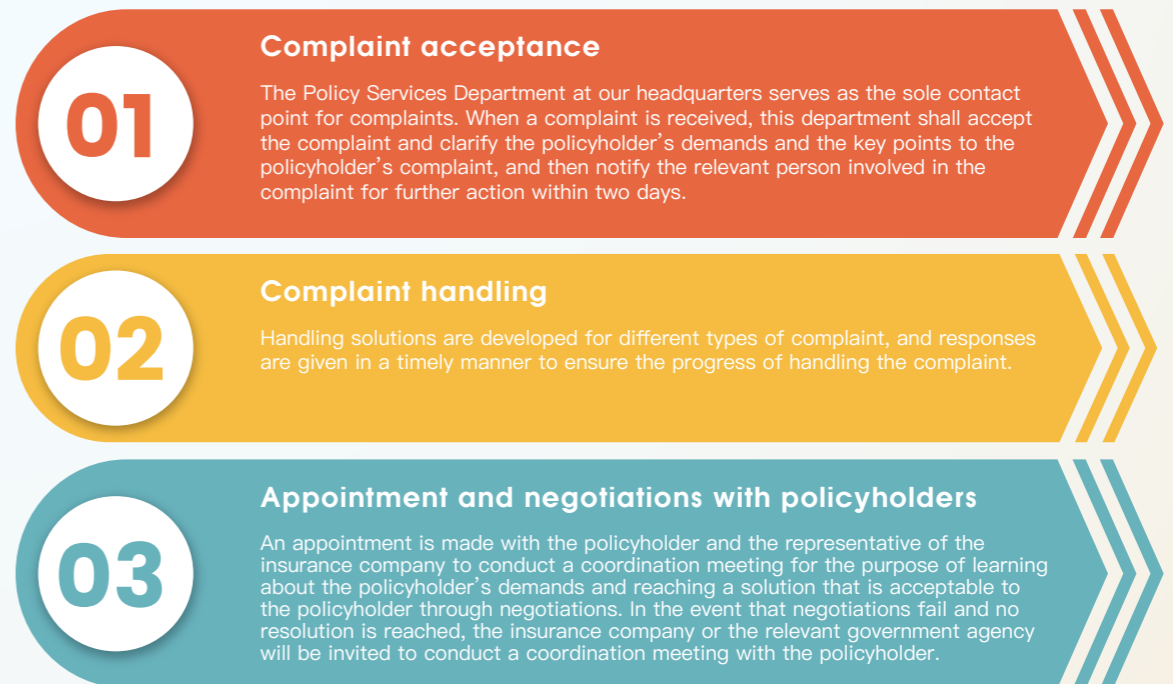 01
Complaint acceptance
The Policy Services Department at our headquarters serves as the sole contact
point for complaints. When a complaint is received, this department shall accept
the complaint and clarify the policyholder's demands and the key points to the
policyholder's complaint, and then notify the relevant person involved in the
complaint for further action within two days.
02
Complaint handling
Handling solutions are developed for different types of complaint, and responses
are given in a timely manner to ensure the progress of handling the complaint.
03
Appointment and negotiations with policyholders
An appointment is made with the policyholder and the representative of the
insurance company to conduct a coordination meeting for the purpose of learning
about the policyholder's demands and reaching a solution that is acceptable to
the policyholder through negotiations. In the event that negotiations fail and no
resolution is reached, the insurance company or the relevant government agency
will be invited to conduct a coordination meeting with the policyholder.